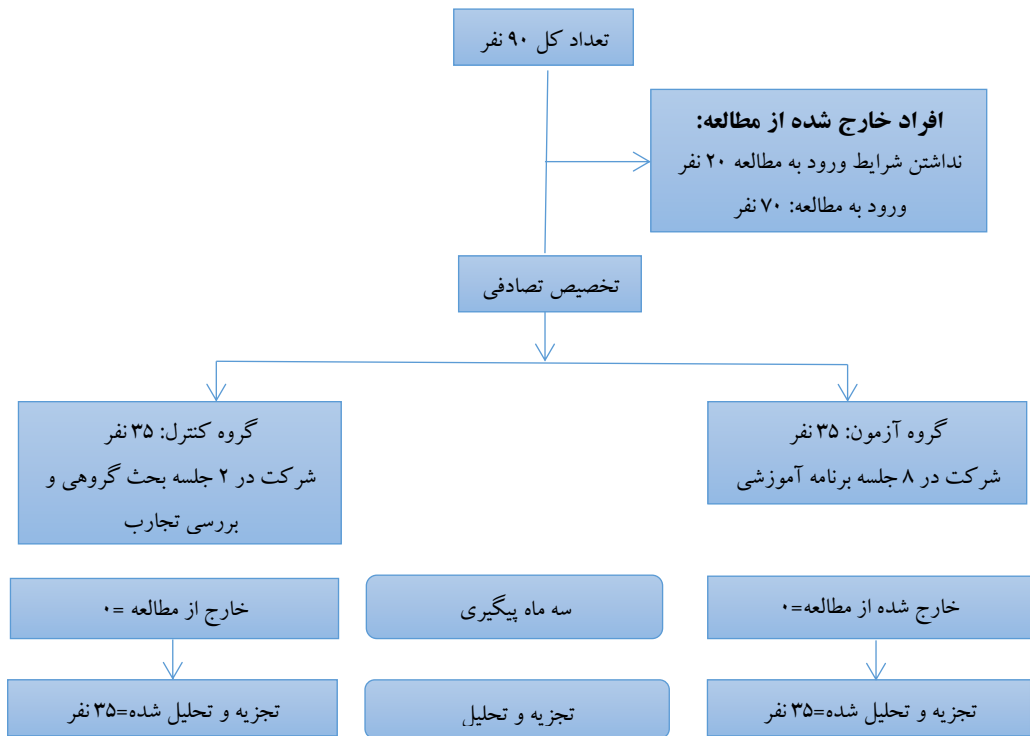 تعداد کل ۹۰ نفر
افراد خارج شده از مطالعه:
نداشتن شرایط ورود به مطالعه ۲۰ نفر
ورود به مطالعه: ۷۰ نفر
تخصیص تصادفی
گروه آزمون: ۳۵ نفر
شرکت در ۸ جلسه برنامه آموزشی
گروه کنترل: ۳۵ نفر
شرکت در ۲ جلسه بحث گروهی و
بررسی تجارب
خارج شده از مطالعه=۰
سه ماه پیگیری
خارج از مطالعه =۰
تجزیه و تحلیل شده=۳۵ نفر
تجزیه و تحلیل
تجزیه و تحلیل شده=۳۵ نفر